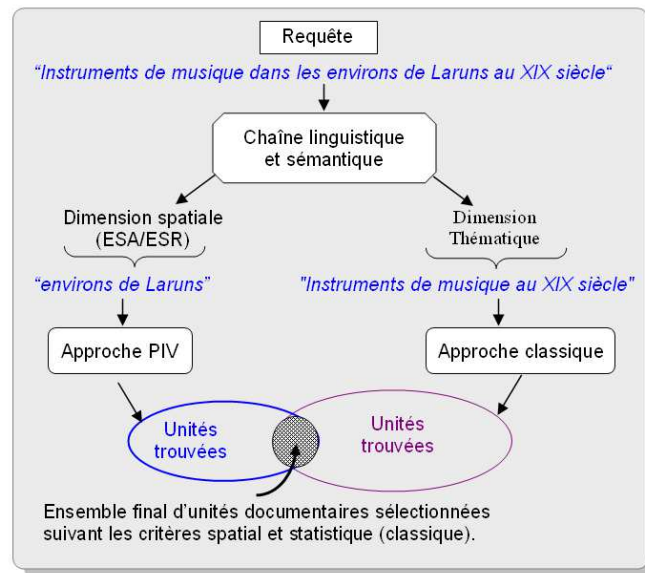 Requête
“Instruments de musique dans les environs de Laruns au XIX siècle“
Chaîne linguistique
et sémantique
Dimension spatiale
(ESA/ESR)
“environs de Laruns”
Approche PIV
Dimension
Thématique
"Instruments de musique au XIX siècle"
Approche classique
Unités
trouvées
Unités
trouvées
Ensemble final d’unités documentaires sélectionnées
suivant les critères spatial et statistique (classique).